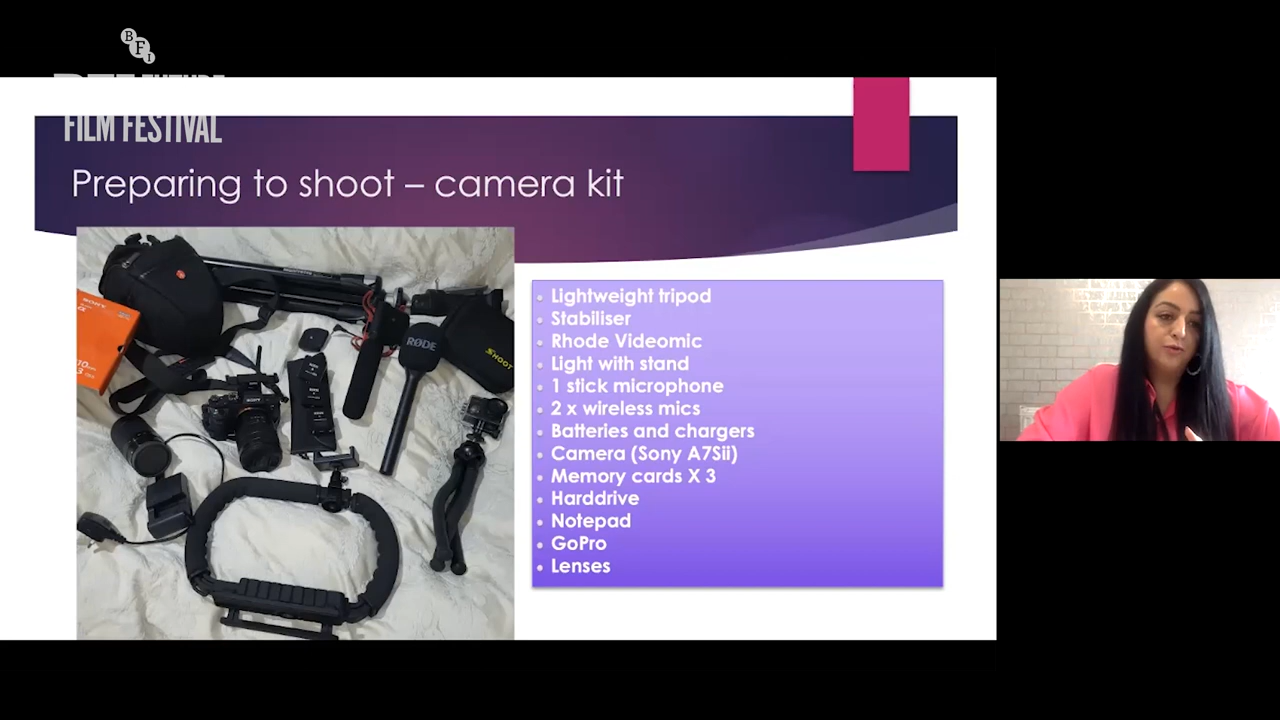 BFI
FUTURE
FILM FESTIVAL
Preparing to shoot – camera kit
Lightweight tripod
Stabiliser
Rhode Videomic
Light with stand
1 stick microphone
2 x wireless mics
Batteries and chargers
Camera (Sony A7Sii)
Memory cards X 3
Harddrive
Notepad
GoPro
Lenses
SONY
α
RØDE
SHOOT